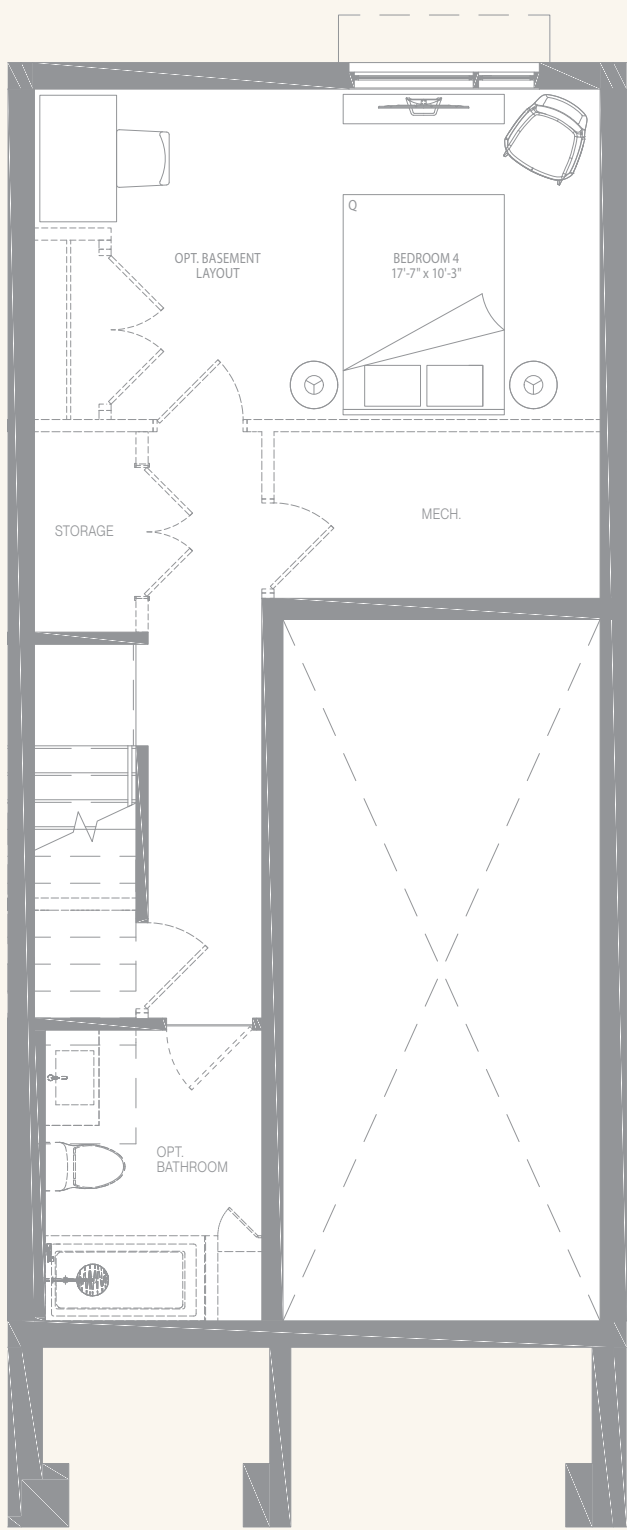 Q
OPT. BASEMENT
LAYOUT
BEDROOM 4
17'-7" x 10'-3"
STORAGE
MECH.
OPT.
BATHROOM